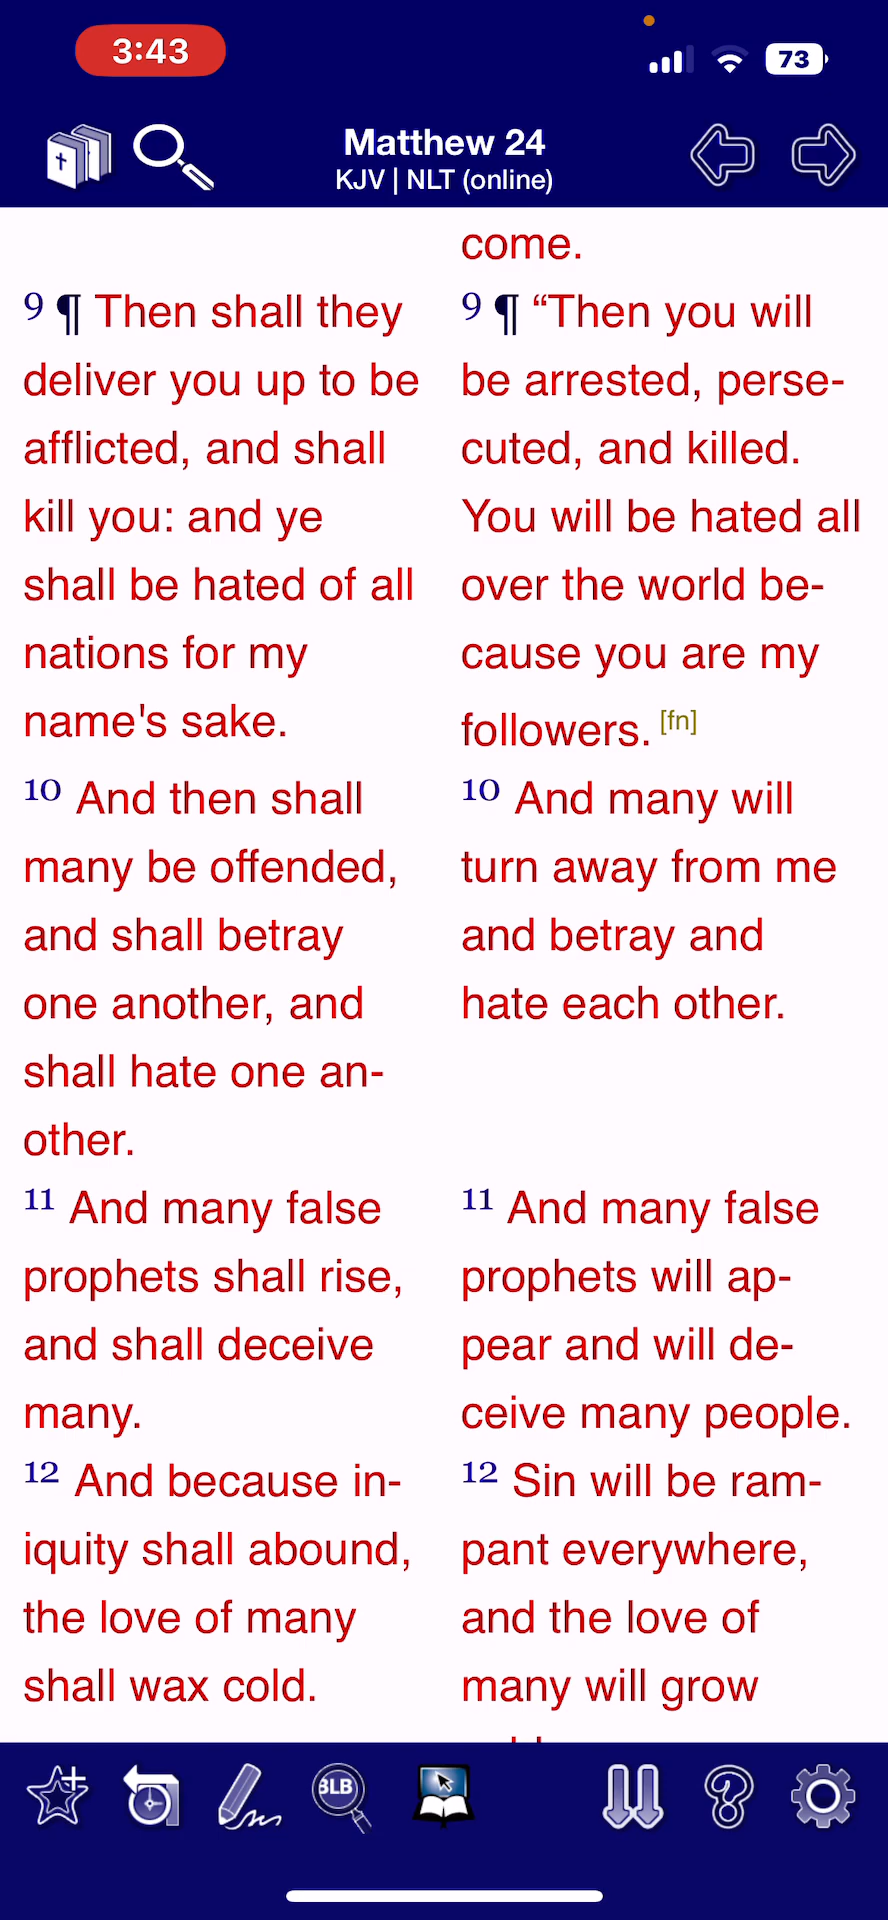 3:43
73
Matthew 24
KJV | NLT (online)
9 ¶ Then shall they
deliver you up to be
afflicted, and shall
kill you: and ye
shall be hated of all
nations for my
name's sake.
10 And then shall
many be offended,
and shall betray
one another, and
shall hate one an-
other.
11 And many false
prophets shall rise,
and shall deceive
many.
12 And because in-
iquity shall abound,
the love of many
shall wax cold.
come.
9 ¶ “Then you will
be arrested, perse-
cuted, and killed.
You will be hated all
over the world be-
cause you are my
followers. [fn]
10 And many will
turn away from me
and betray and
hate each other.
11 And many false
prophets will ap-
pear and will de-
ceive many people.
12 Sin will be ram-
pant everywhere,
and the love of
many will grow
BLB